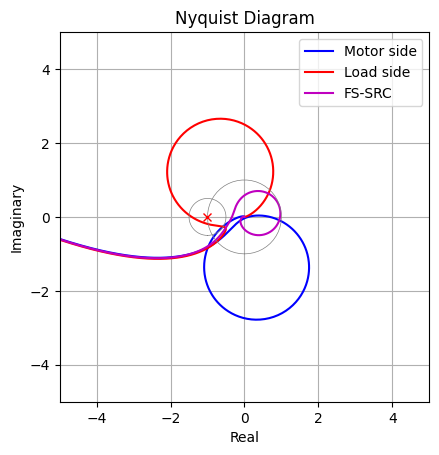 Nyquist Diagram
Motor side
Load side
FS-SRC
4
2
0
−2
−4
Imaginary
−4
−2
0
2
4
Real